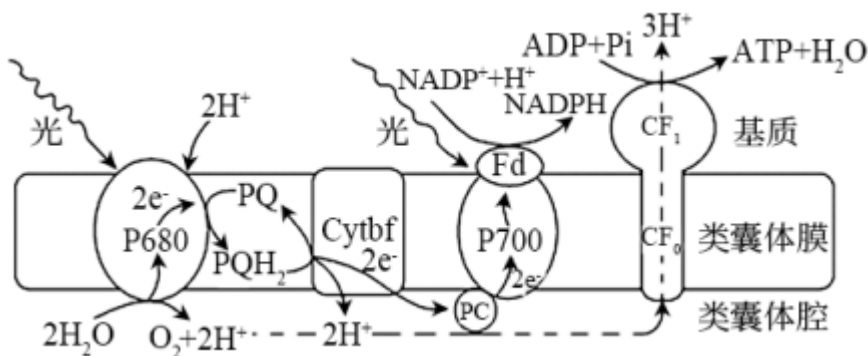 3H⁺
ADP+Pi
ATP+H₂O
NADP⁺+H⁺
2H⁺
NADPH
光
光
CF₁
基质
Fd
2e⁻
PQ
Cytbf
P680
P700
CF₀
类囊体膜
PQH₂
2e⁻
2e⁻
PC
类囊体腔
2H₂O
O₂+2H⁺
2H⁺